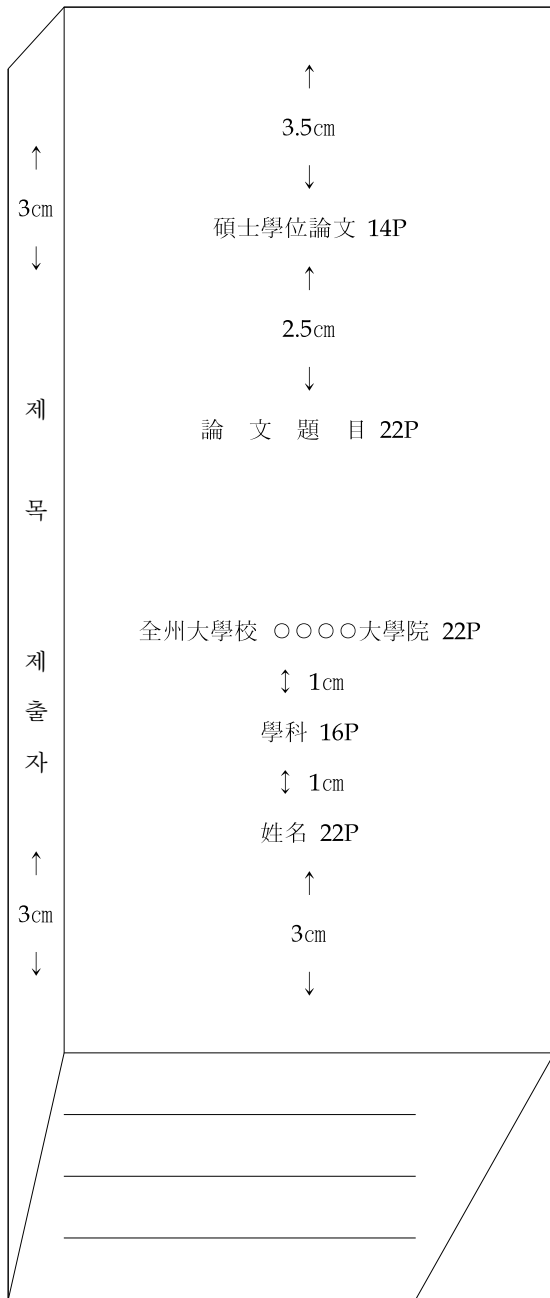 ↑
3cm
↓
제
목
제
출
자
↑
3cm
↓
↑
3.5cm
↓
碩士學位論文 14P
↑
2.5cm
↓
論 文 題 目 22P
全州大學校 ○○○○大學院 22P
↕ 1cm
學科 16P
↕ 1cm
姓名 22P
↑
3cm
↓